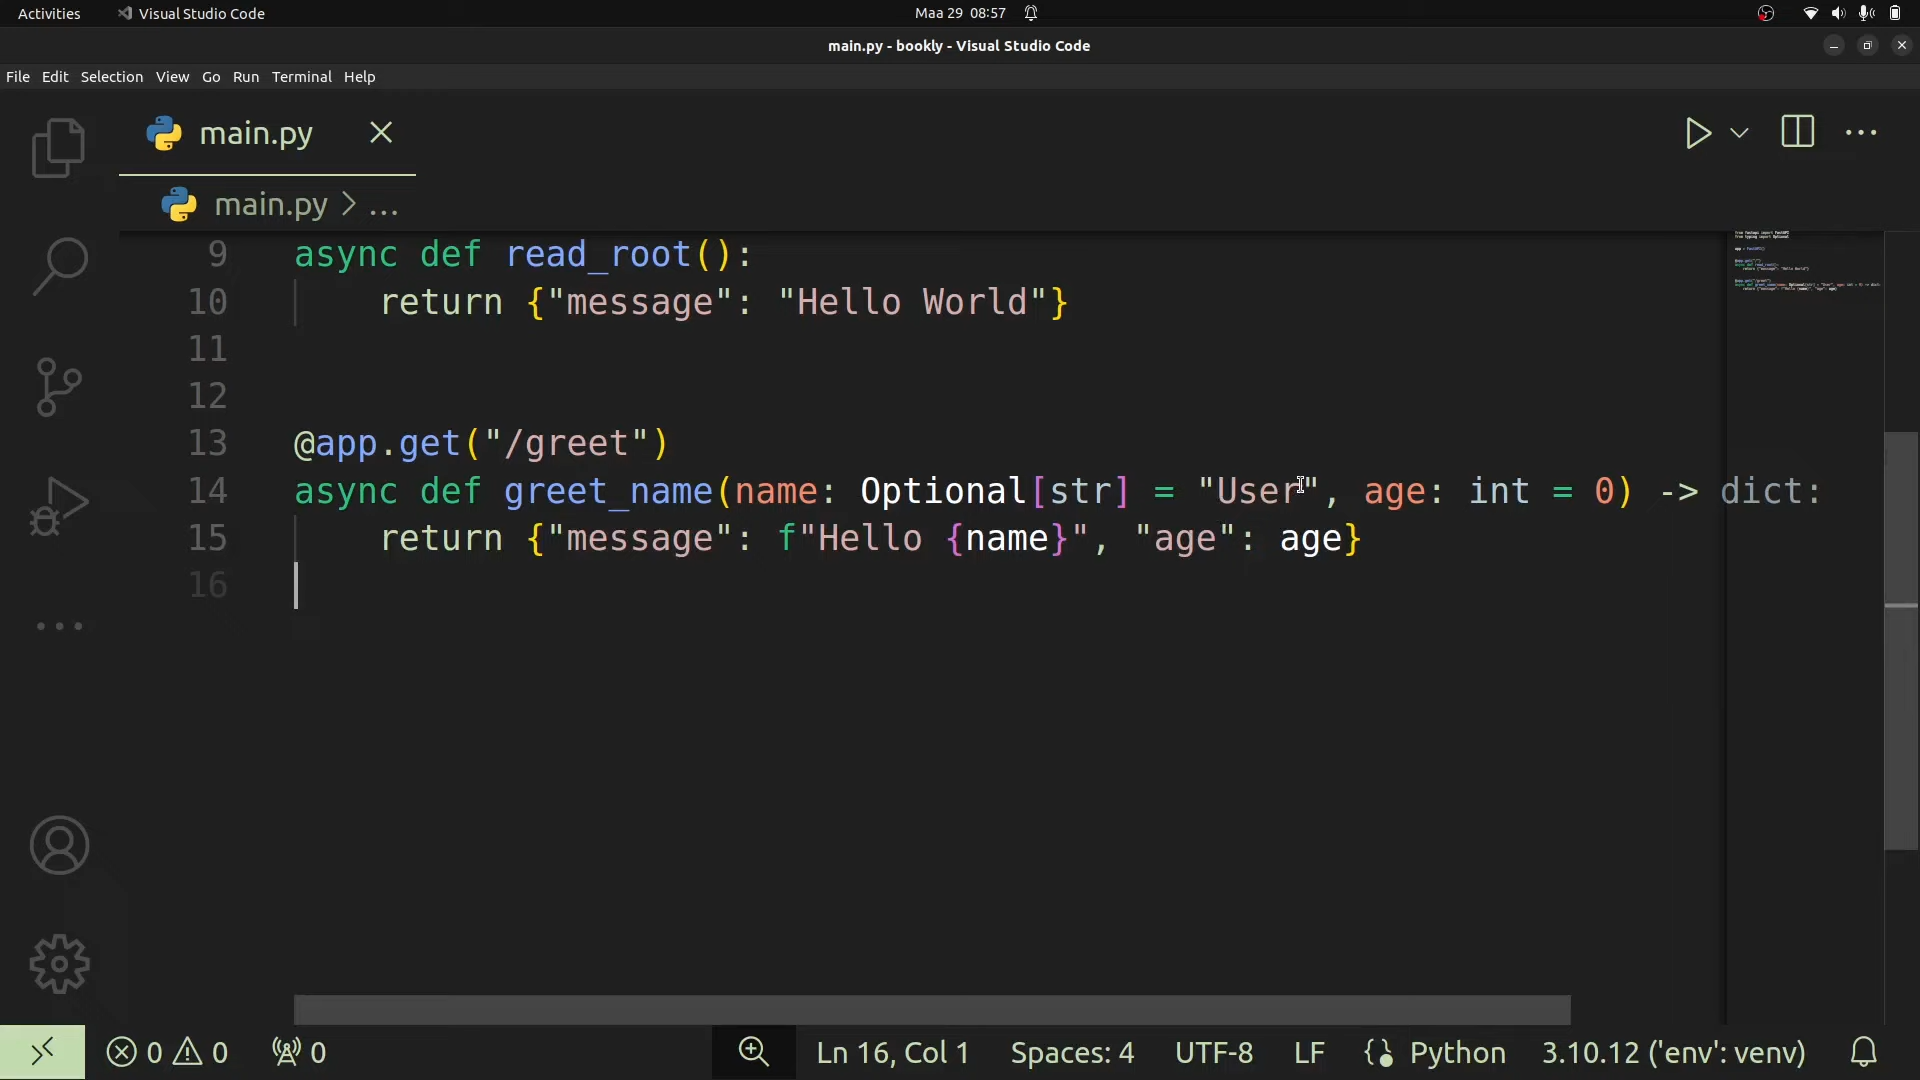 Activities Visual Studio Code Maa 29 08:57
main.py - bookly - Visual Studio Code
File Edit Selection View Go Run Terminal Help
main.py
main.py > ...
9 async def read_root():
10     return {"message": "Hello World"}
11
12
13 @app.get("/greet")
14 async def greet_name(name: Optional[str] = "User", age: int = 0) -> dict:
15     return {"message": f"Hello {name}", "age": age}
16
0 0 0 Ln 16, Col 1 Spaces: 4 UTF-8 LF Python 3.10.12 ('env': venv)